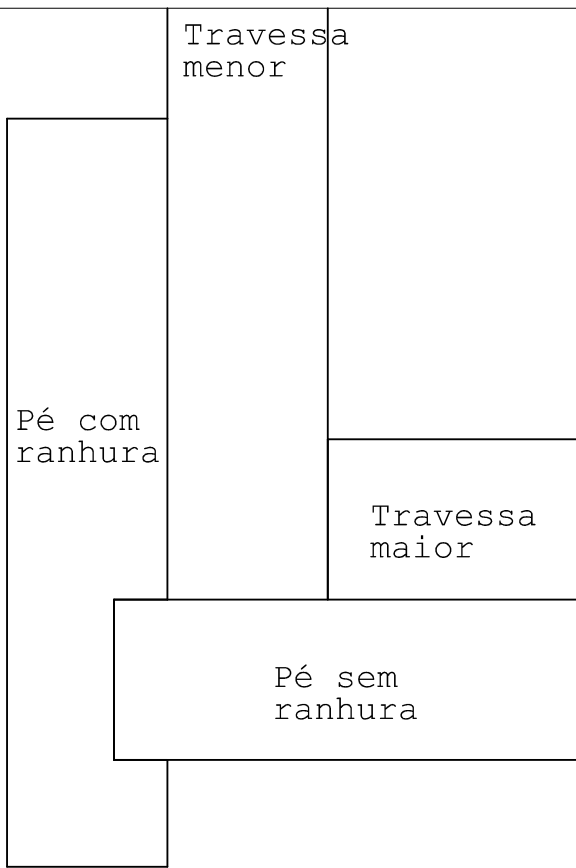 Travessa
menor
Pé com
ranhura
Travessa
maior
Pé sem
ranhura